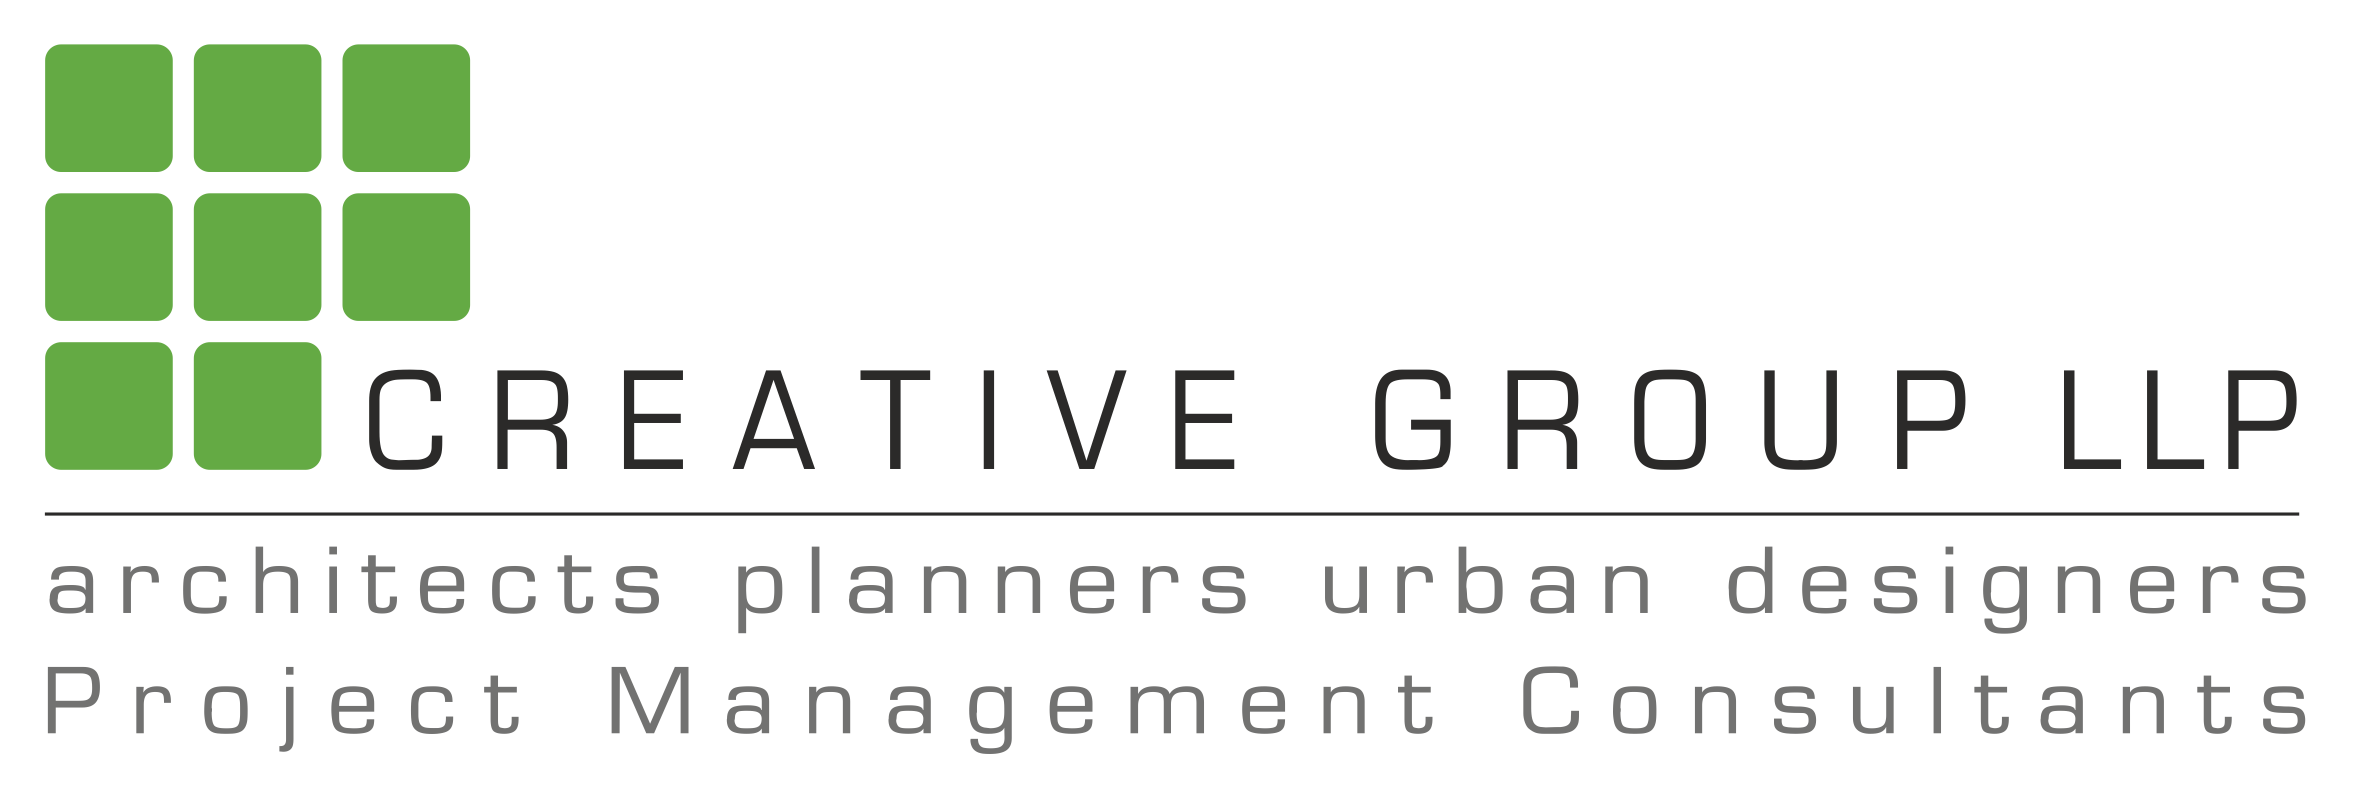 CREATIVE GROUP LLP
architects planners urban designers
Project Management Consultants